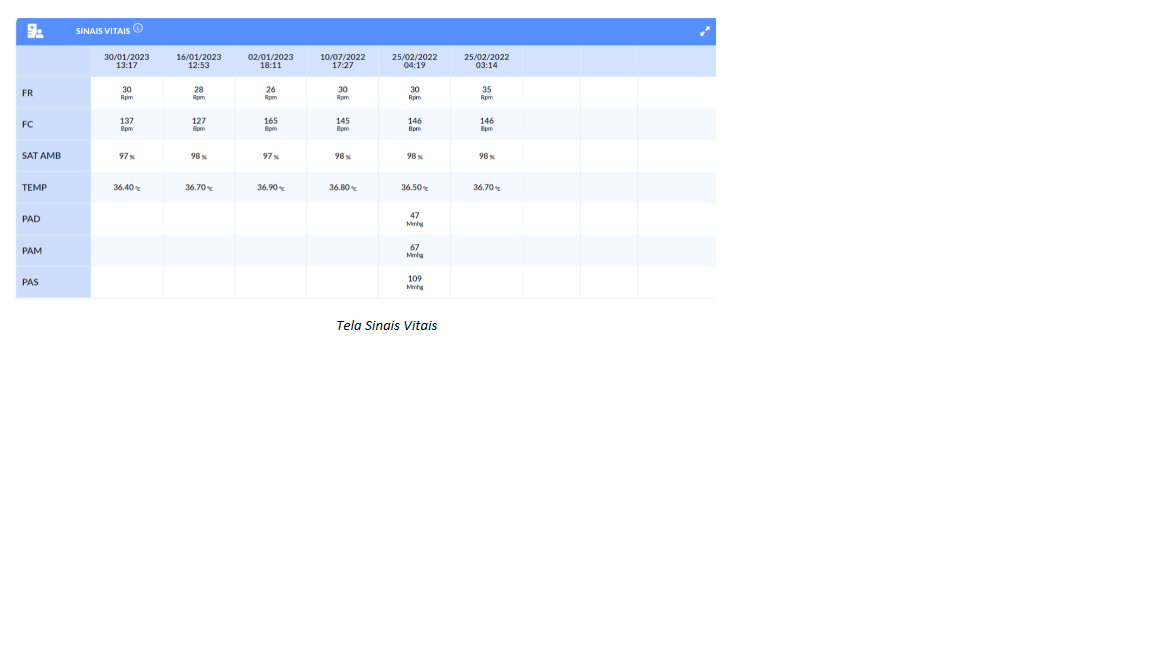 SINAIS VITAIS
30/01/2023 16/01/2023 02/01/2023 10/07/2022 25/02/2022 25/02/2022
13:17 12:53 18:11 17:27 04:19 03:14
FR 30 28 26 30 30 35
Rpm Rpm Rpm Rpm Rpm Rpm
FC 137 127 165 145 146 146
Bpm Bpm Bpm Bpm Bpm Bpm
SAT AMB 97 % 98 % 97 % 98 % 98 % 98 %
TEMP 36.40 °C 36.70 °C 36.90 °C 36.80 °C 36.50 °C 36.70 °C
PAD 47
Mmhg
PAM 67
Mmhg
PAS 109
Mmhg
Tela Sinais Vitais